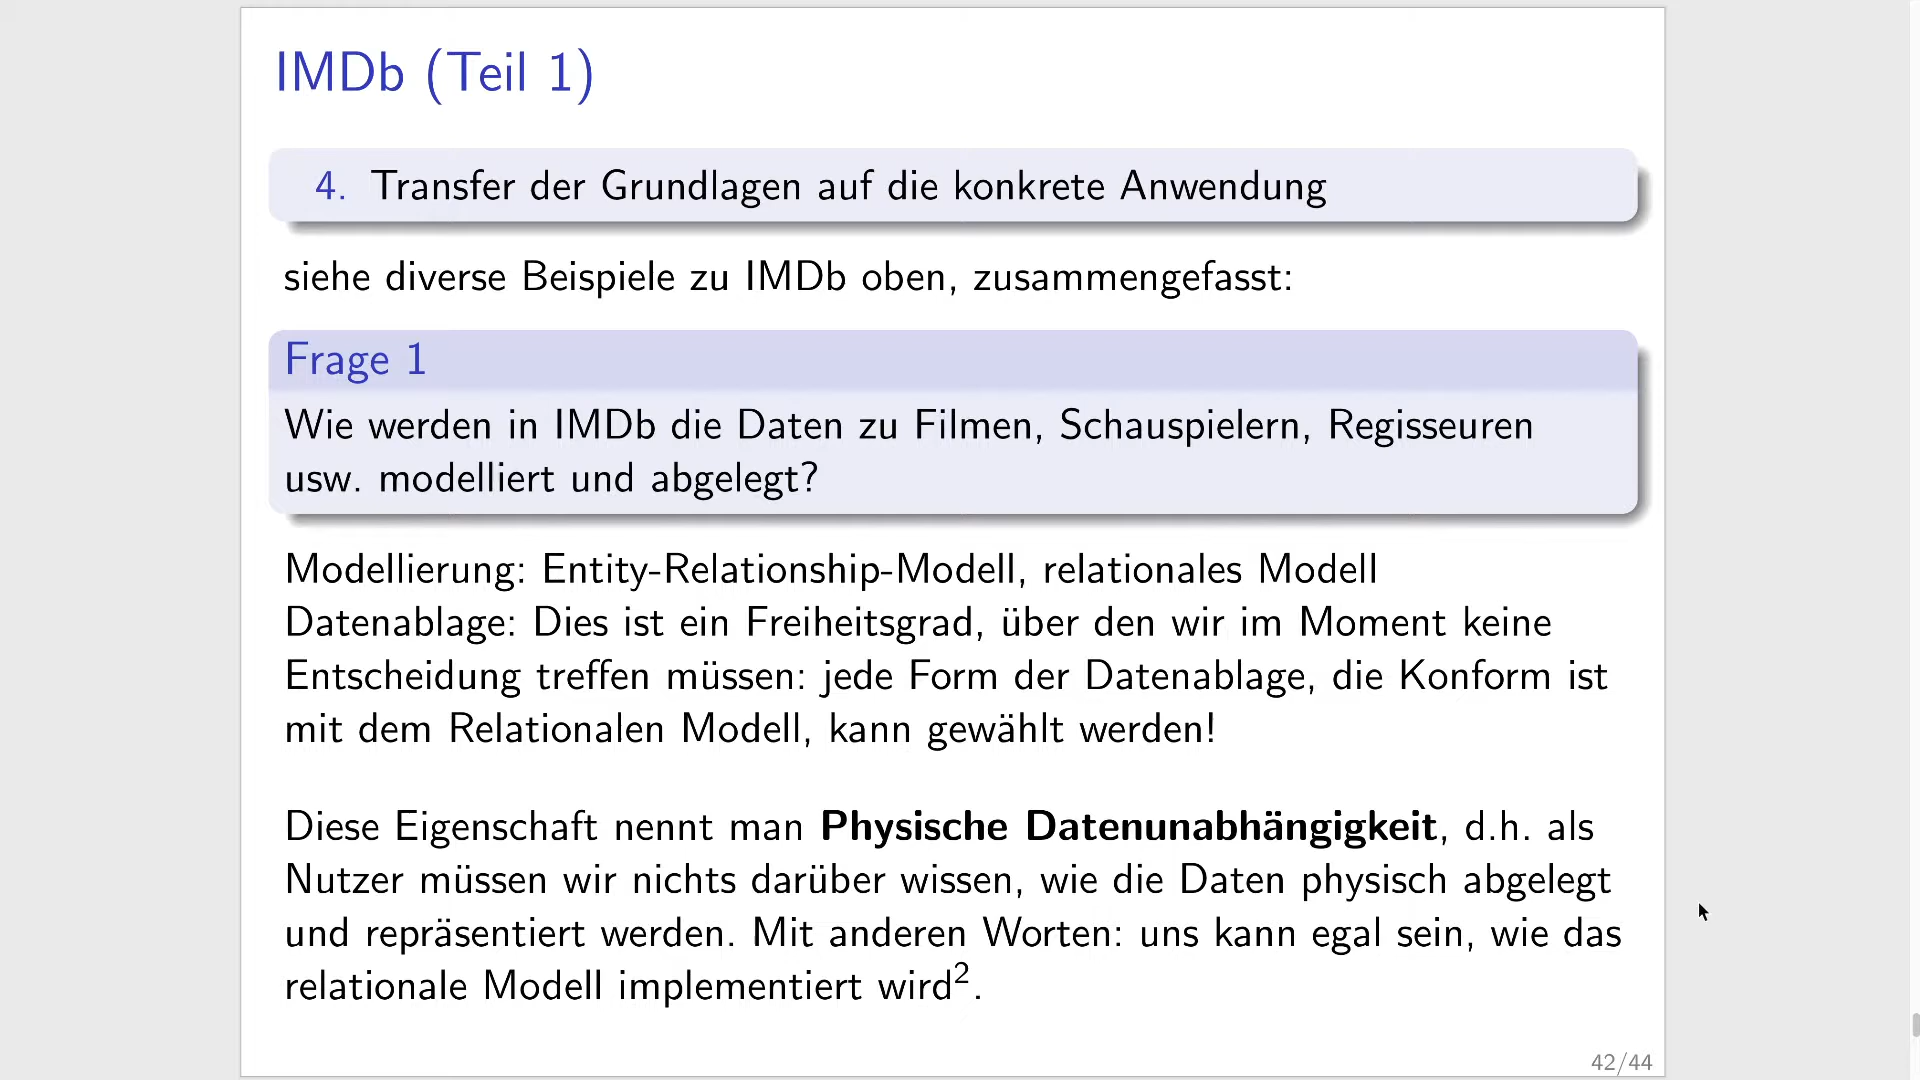 IMDb (Teil 1)
4. Transfer der Grundlagen auf die konkrete Anwendung
siehe diverse Beispiele zu IMDb oben, zusammengefasst:
Frage 1
Wie werden in IMDb die Daten zu Filmen, Schauspielern, Regisseuren
usw. modelliert und abgelegt?
Modellierung: Entity-Relationship-Modell, relationales Modell
Datenablage: Dies ist ein Freiheitsgrad, über den wir im Moment keine
Entscheidung treffen müssen: jede Form der Datenablage, die Konform ist
mit dem Relationalen Modell, kann gewählt werden!
Diese Eigenschaft nennt man Physische Datenunabhängigkeit, d.h. als
Nutzer müssen wir nichts darüber wissen, wie die Daten physisch abgelegt
und repräsentiert werden. Mit anderen Worten: uns kann egal sein, wie das
relationale Modell implementiert wird².
42/44